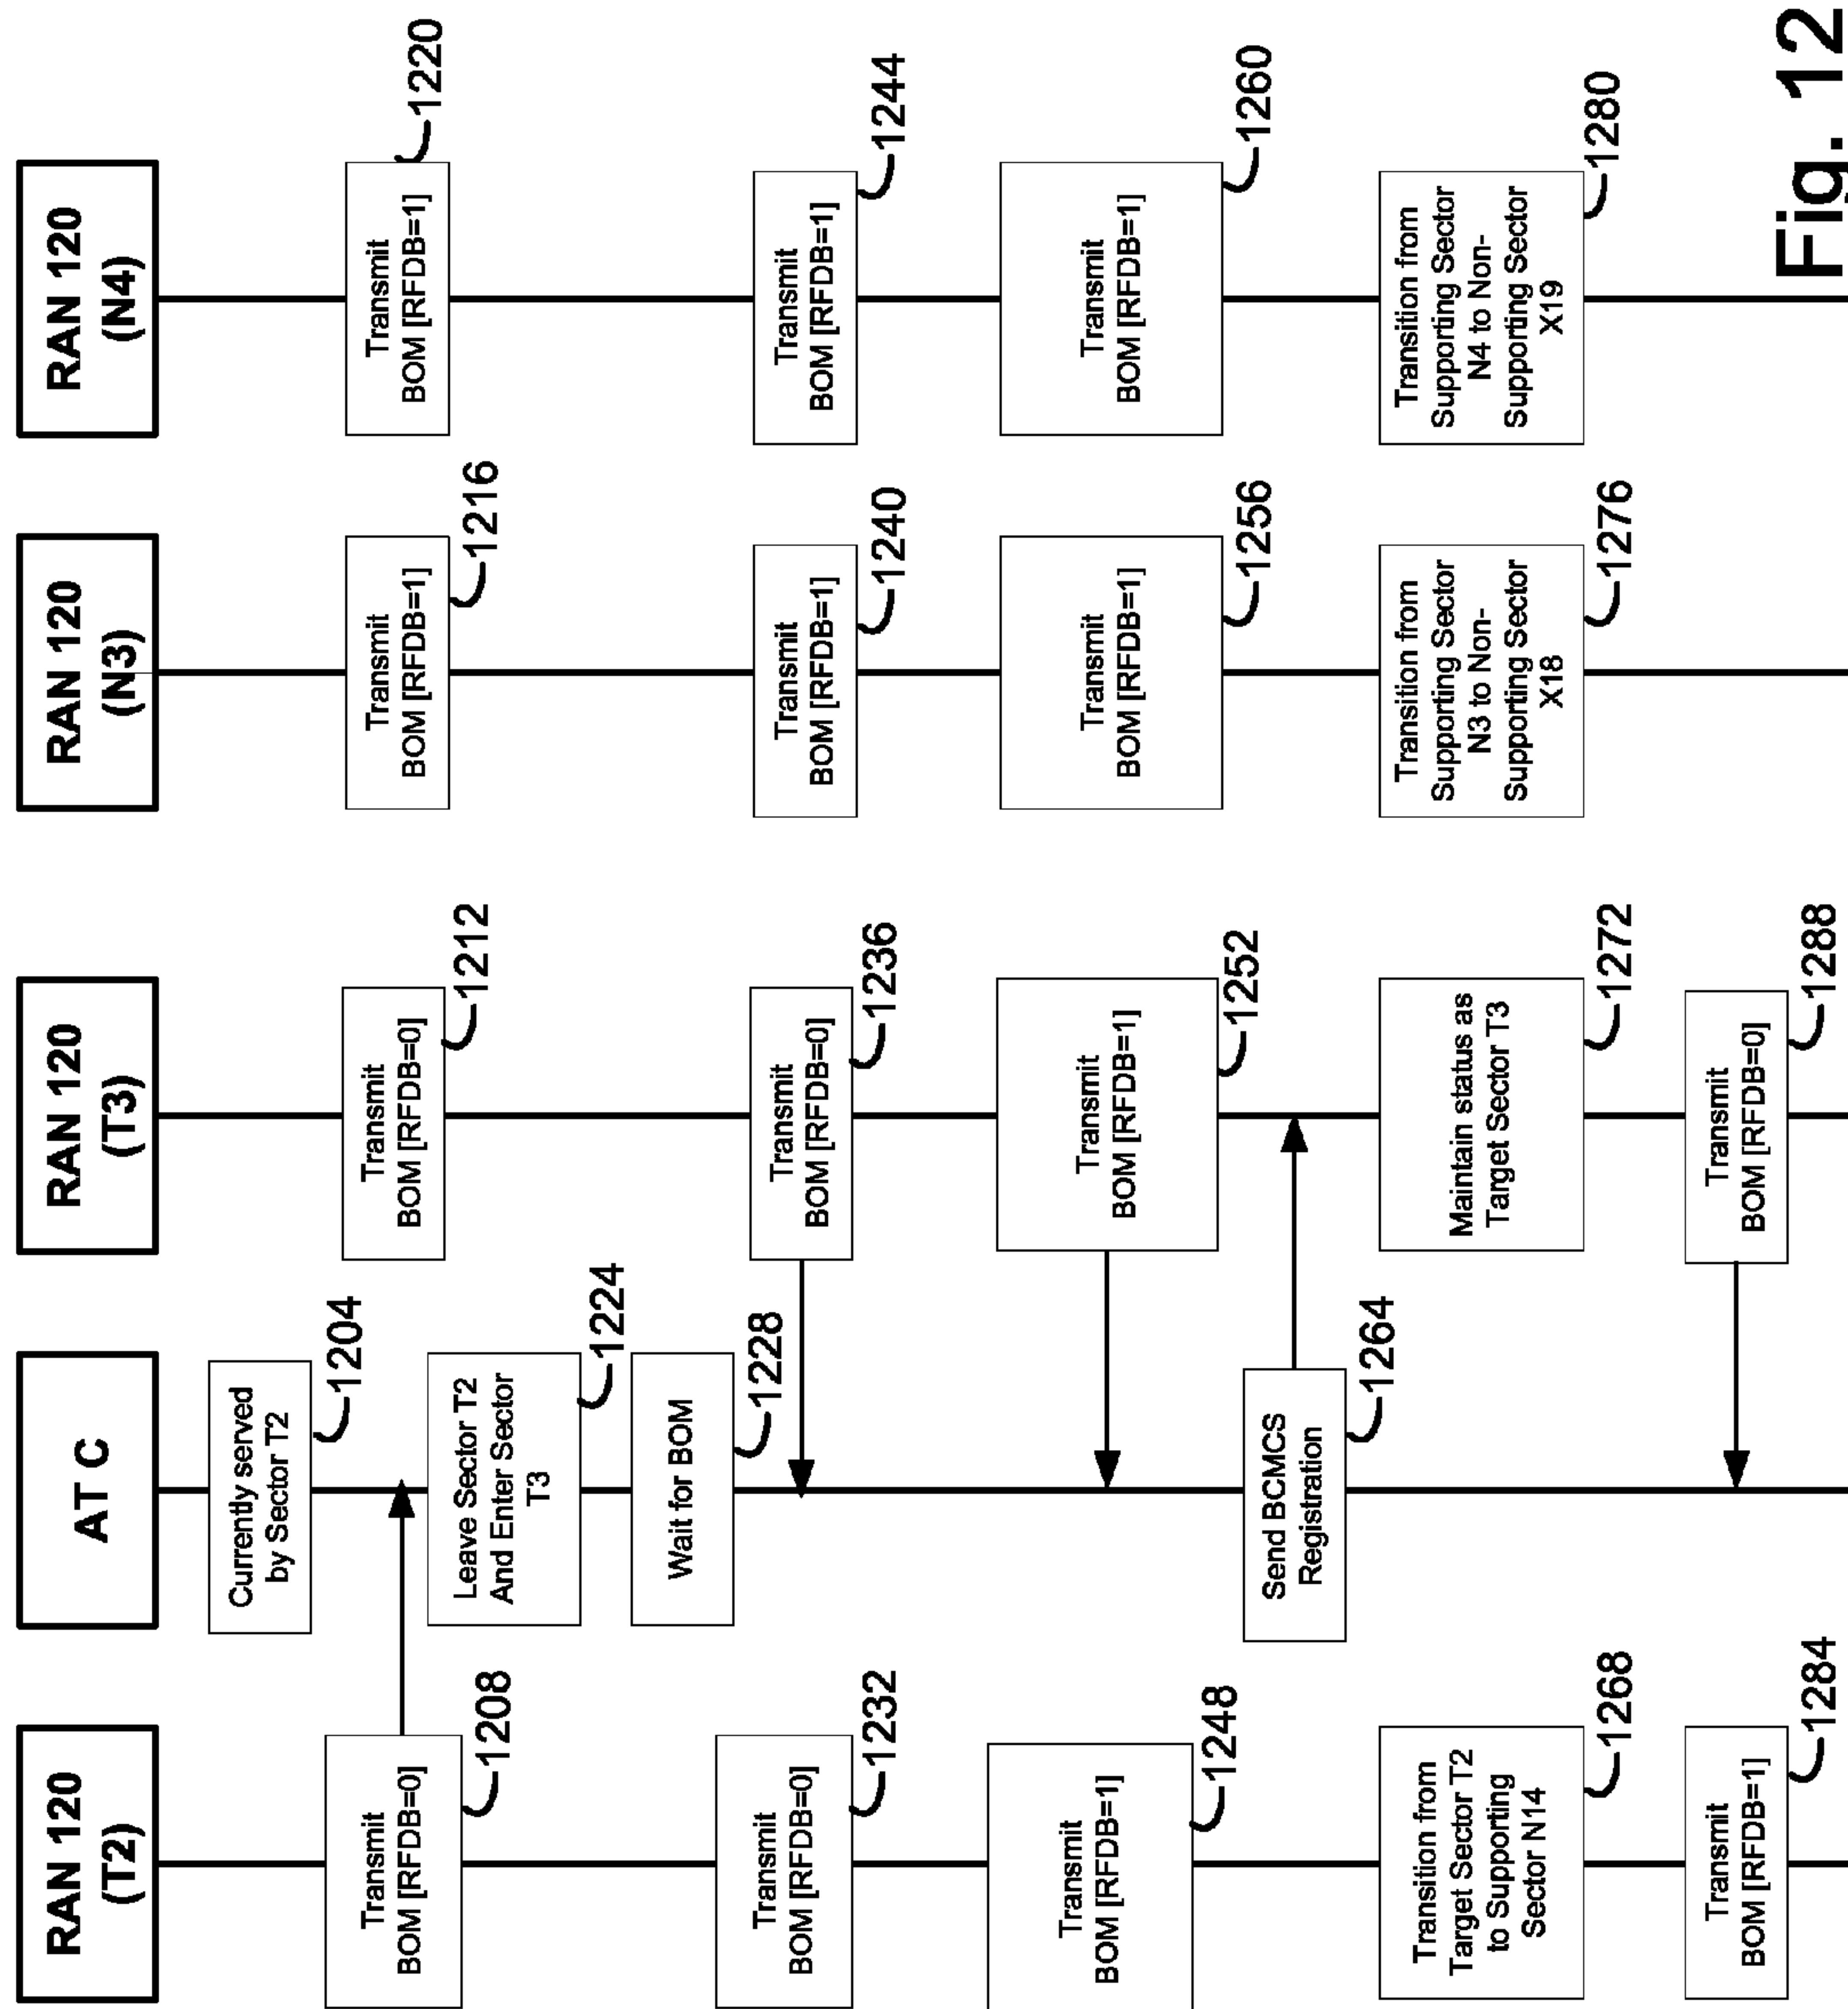 RAN 120
(T2)
AT C
RAN 120
(T3)
RAN 120
(N3)
RAN 120
(N4)
Currently served
by Sector T2
1204
Transmit
BOM [RFDB=0]
1208
Transmit
BOM [RFDB=0]
1212
Transmit
BOM [RFDB=1]
1216
Transmit
BOM [RFDB=1]
1220
Leave Sector T2
And Enter Sector
T3
1224
Wait for BOM
1228
Transmit
BOM [RFDB=0]
1232
Transmit
BOM [RFDB=0]
1236
Transmit
BOM [RFDB=1]
1240
Transmit
BOM [RFDB=1]
1244
Transmit
BOM [RFDB=1]
1248
Transmit
BOM [RFDB=1]
1252
Transmit
BOM [RFDB=1]
1256
Transmit
BOM [RFDB=1]
1260
Send BCMCS
Registration
1264
Transition from
Target Sector T2
to Supporting
Sector N14
1268
Maintain status as
Target Sector T3
1272
Transition from
Supporting Sector
N3 to Non-
Supporting Sector
X18
1276
Transition from
Supporting Sector
N4 to Non-
Supporting Sector
X19
1280
Transmit
BOM [RFDB=1]
1284
Transmit
BOM [RFDB=0]
1288
Fig. 12